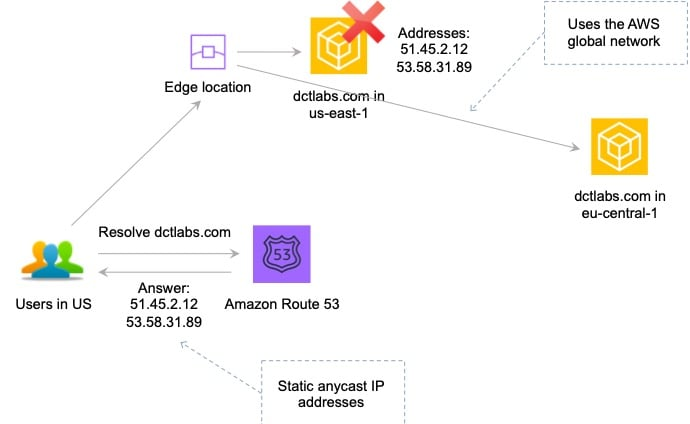 Uses the AWS
global network
Addresses:
51.45.2.12
53.58.31.89
Edge location
dctlabs.com in
us-east-1
dctlabs.com in
eu-central-1
Resolve dctlabs.com
53
Users in US
Answer:
51.45.2.12
53.58.31.89
Amazon Route 53
Static anycast IP
addresses